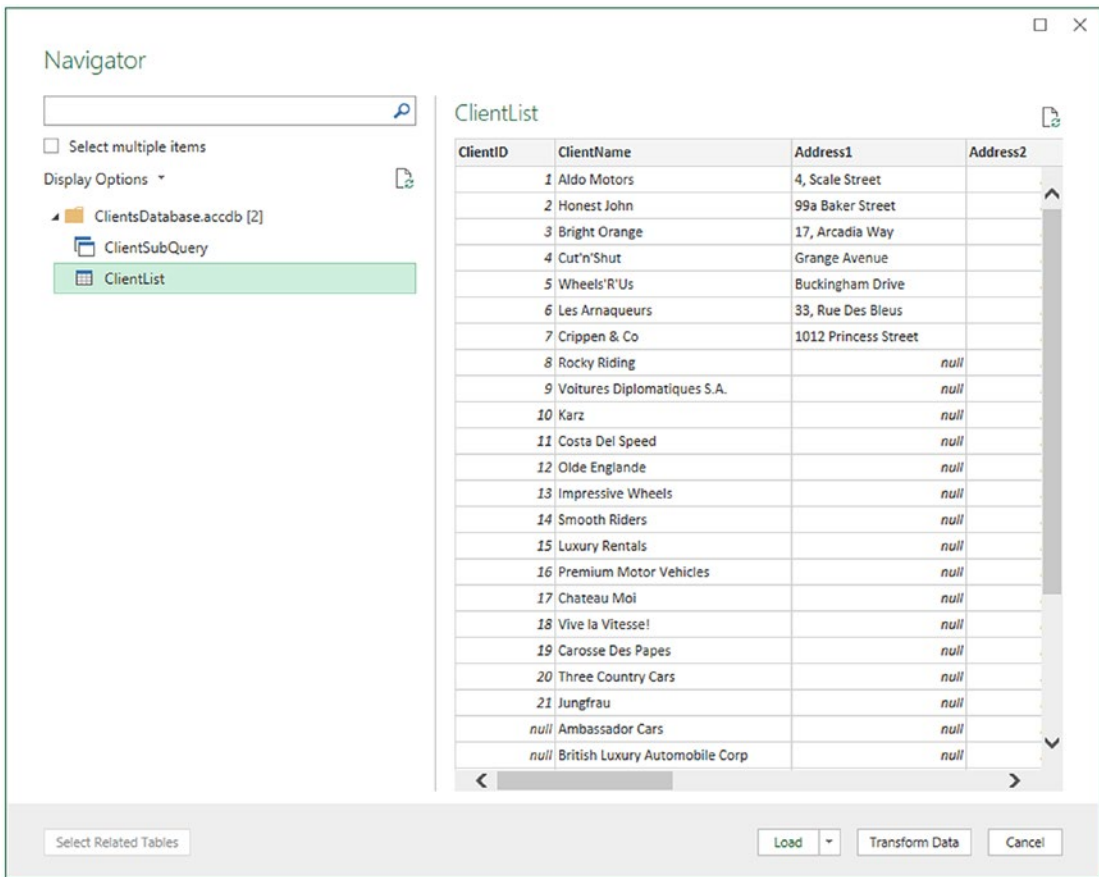 Navigator
Select multiple items
Display Options
ClientsDatabase.accdb [2]
ClientSubQuery
ClientList
ClientList
ClientID ClientName Address1 Address2
1 Aldo Motors 4, Scale Street
2 Honest John 99a Baker Street
3 Bright Orange 17, Arcadia Way
4 Cut'n'Shut Grange Avenue
5 Wheels'R'Us Buckingham Drive
6 Les Arnaqueurs 33, Rue Des Bleus
7 Crippen & Co 1012 Princess Street
8 Rocky Riding null
9 Voitures Diplomatiques S.A. null
10 Karz null
11 Costa Del Speed null
12 Olde Englande null
13 Impressive Wheels null
14 Smooth Riders null
15 Luxury Rentals null
16 Premium Motor Vehicles null
17 Chateau Moi null
18 Vive la Vitesse! null
19 Carosse Des Papes null
20 Three Country Cars null
21 Jungfrau null
null Ambassador Cars null
null British Luxury Automobile Corp null
Select Related Tables Load Transform Data Cancel